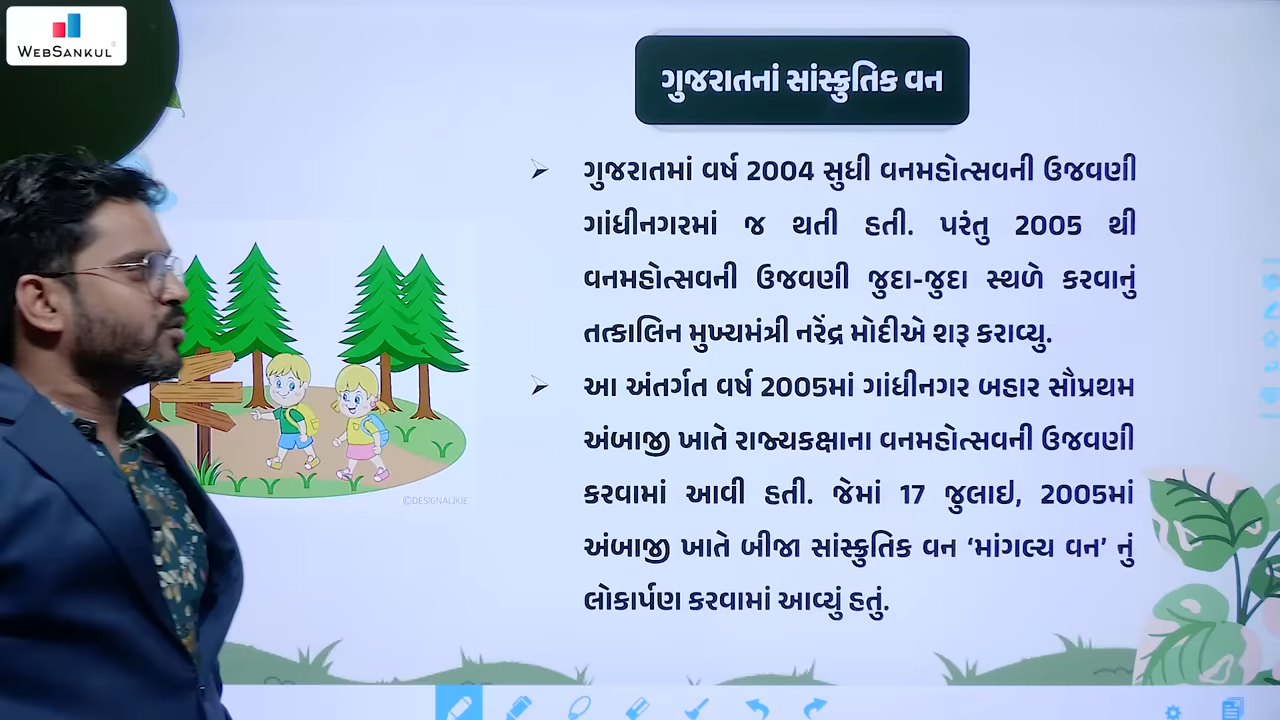 WEBSANKUL
ગુજરાતનાં સાંસ્કૃતિક વન
ગુજરાતમાં વર્ષ 2004 સુધી વનમહોત્સવની ઉજવણી
ગાંધીનગરમાં જ થતી હતી. પરંતુ 2005 થી
વનમહોત્સવની ઉજવણી જુદા-જુદા સ્થળે કરવાનું
તત્કાલિન મુખ્યમંત્રી નરેંદ્ર મોદીએ શરૂ કરાવ્યુ.
આ અંતર્ગત વર્ષ 2005માં ગાંધીનગર બહાર સૌપ્રથમ
અંબાજી ખાતે રાજ્યકક્ષાના વનમહોત્સવની ઉજવણી
કરવામાં આવી હતી. જેમાં 17 જુલાઇ, 2005માં
અંબાજી ખાતે બીજા સાંસ્કૃતિક વન ‘માંગલ્ય વન’ નું
લોકાર્પણ કરવામાં આવ્યું હતું.
©DESIGNALIKIE